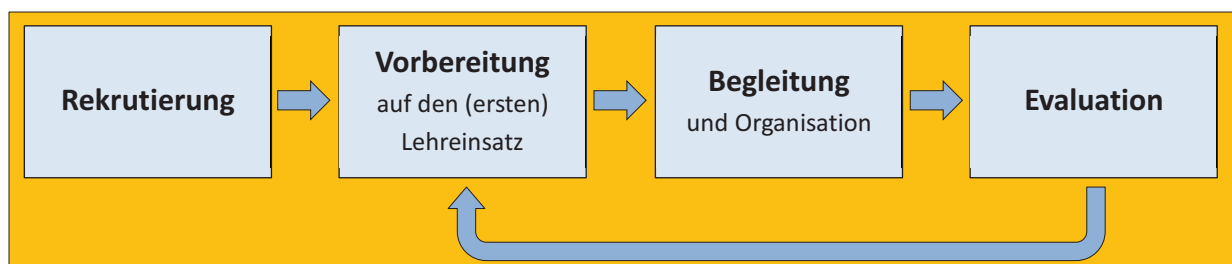 Rekrutierung
Vorbereitung
auf den (ersten)
Lehreinsatz
Begleitung
und Organisation
Evaluation